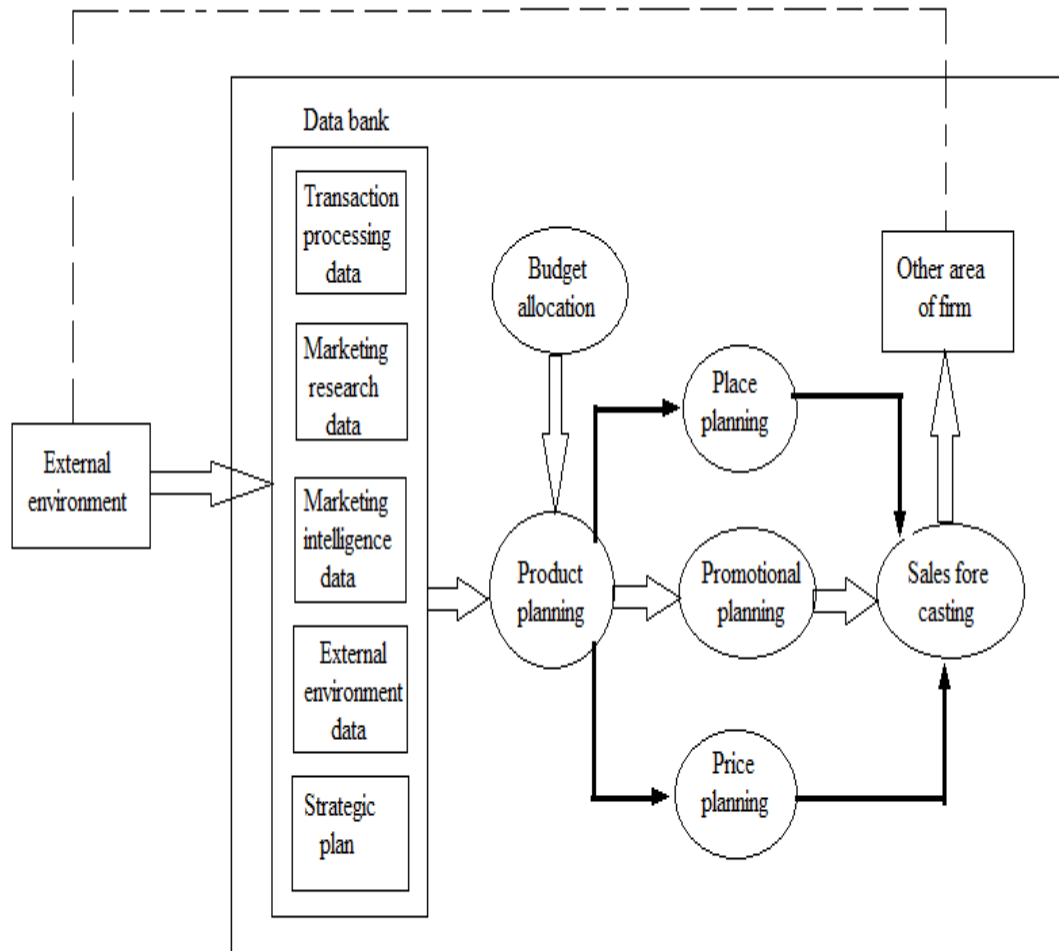 Data bank
Transaction
processing
data
Marketing
research
data
Marketing
intelligence
data
External
environment
data
Strategic
plan
External
environment
Budget
allocation
Product
planning
Place
planning
Promotional
planning
Price
planning
Sales fore
casting
Other area
of firm